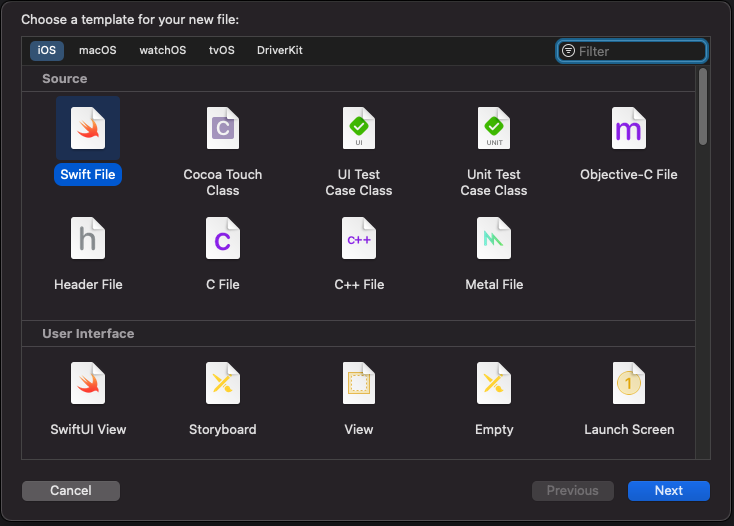 Choose a template for your new file:
iOS macOS watchOS tvOS DriverKit Filter
Source
Swift File
Cocoa Touch
Class
UI
UI Test
Case Class
UNIT
Unit Test
Case Class
m
Objective-C File
h
Header File
C
C File
C++
C++ File
Metal File
User Interface
SwiftUI View
Storyboard
View
Empty
1
Launch Screen
Cancel Previous Next